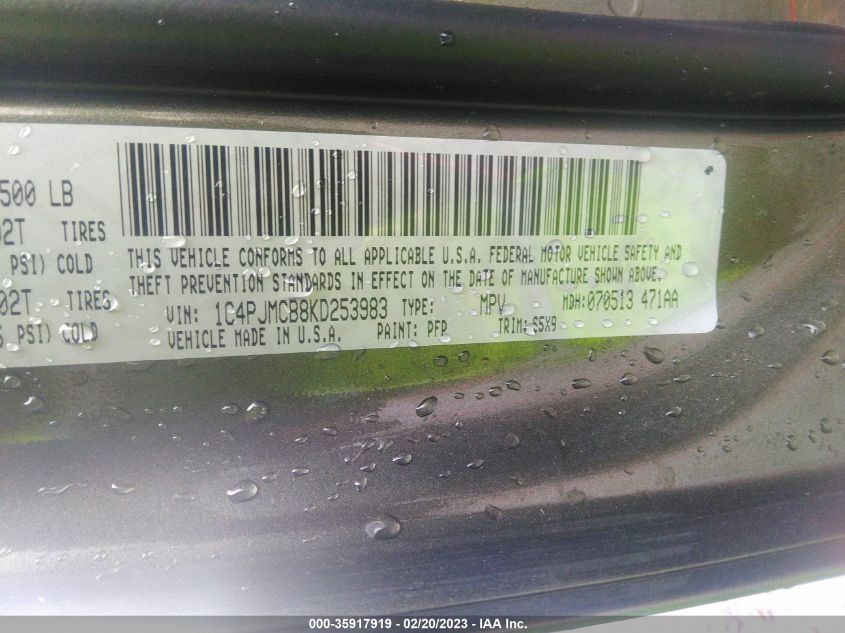 500 LB
02T TIRES
PSI) COLD
02T TIRES
PSI) COLD
THIS VEHICLE CONFORMS TO ALL APPLICABLE U.S.A. FEDERAL MOTOR VEHICLE SAFETY AND
THEFT PREVENTION STANDARDS IN EFFECT ON THE DATE OF MANUFACTURE SHOWN ABOVE.
VIN: 1C4PJMCB8KD253983 TYPE: MPV MDH: 070513 471AA
VEHICLE MADE IN U.S.A. PAINT: PFP TRIM: S5X9
000-35917919 - 02/20/2023 - IAA Inc.